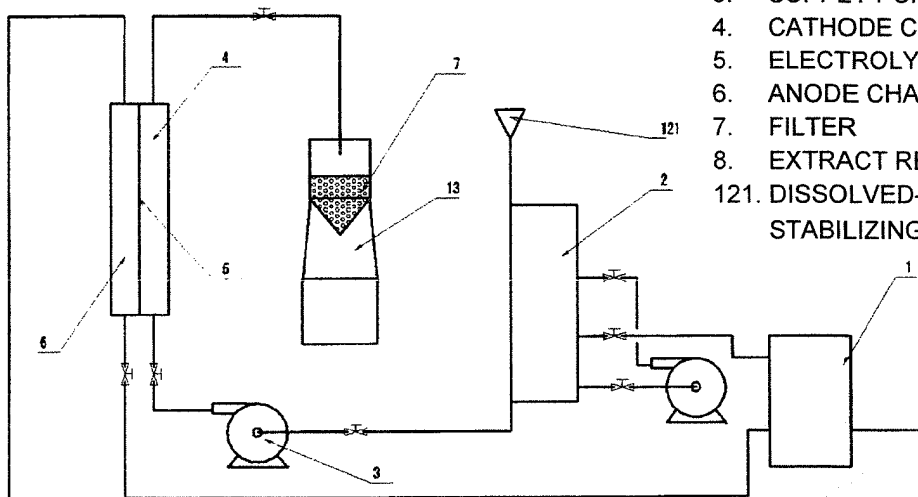 4. CATHODE C
5. ELECTROLY
6. ANODE CHA
7. FILTER
8. EXTRACT RE
121. DISSOLVED-
STABILIZING
4
7
121
2
13
5
6
1
3